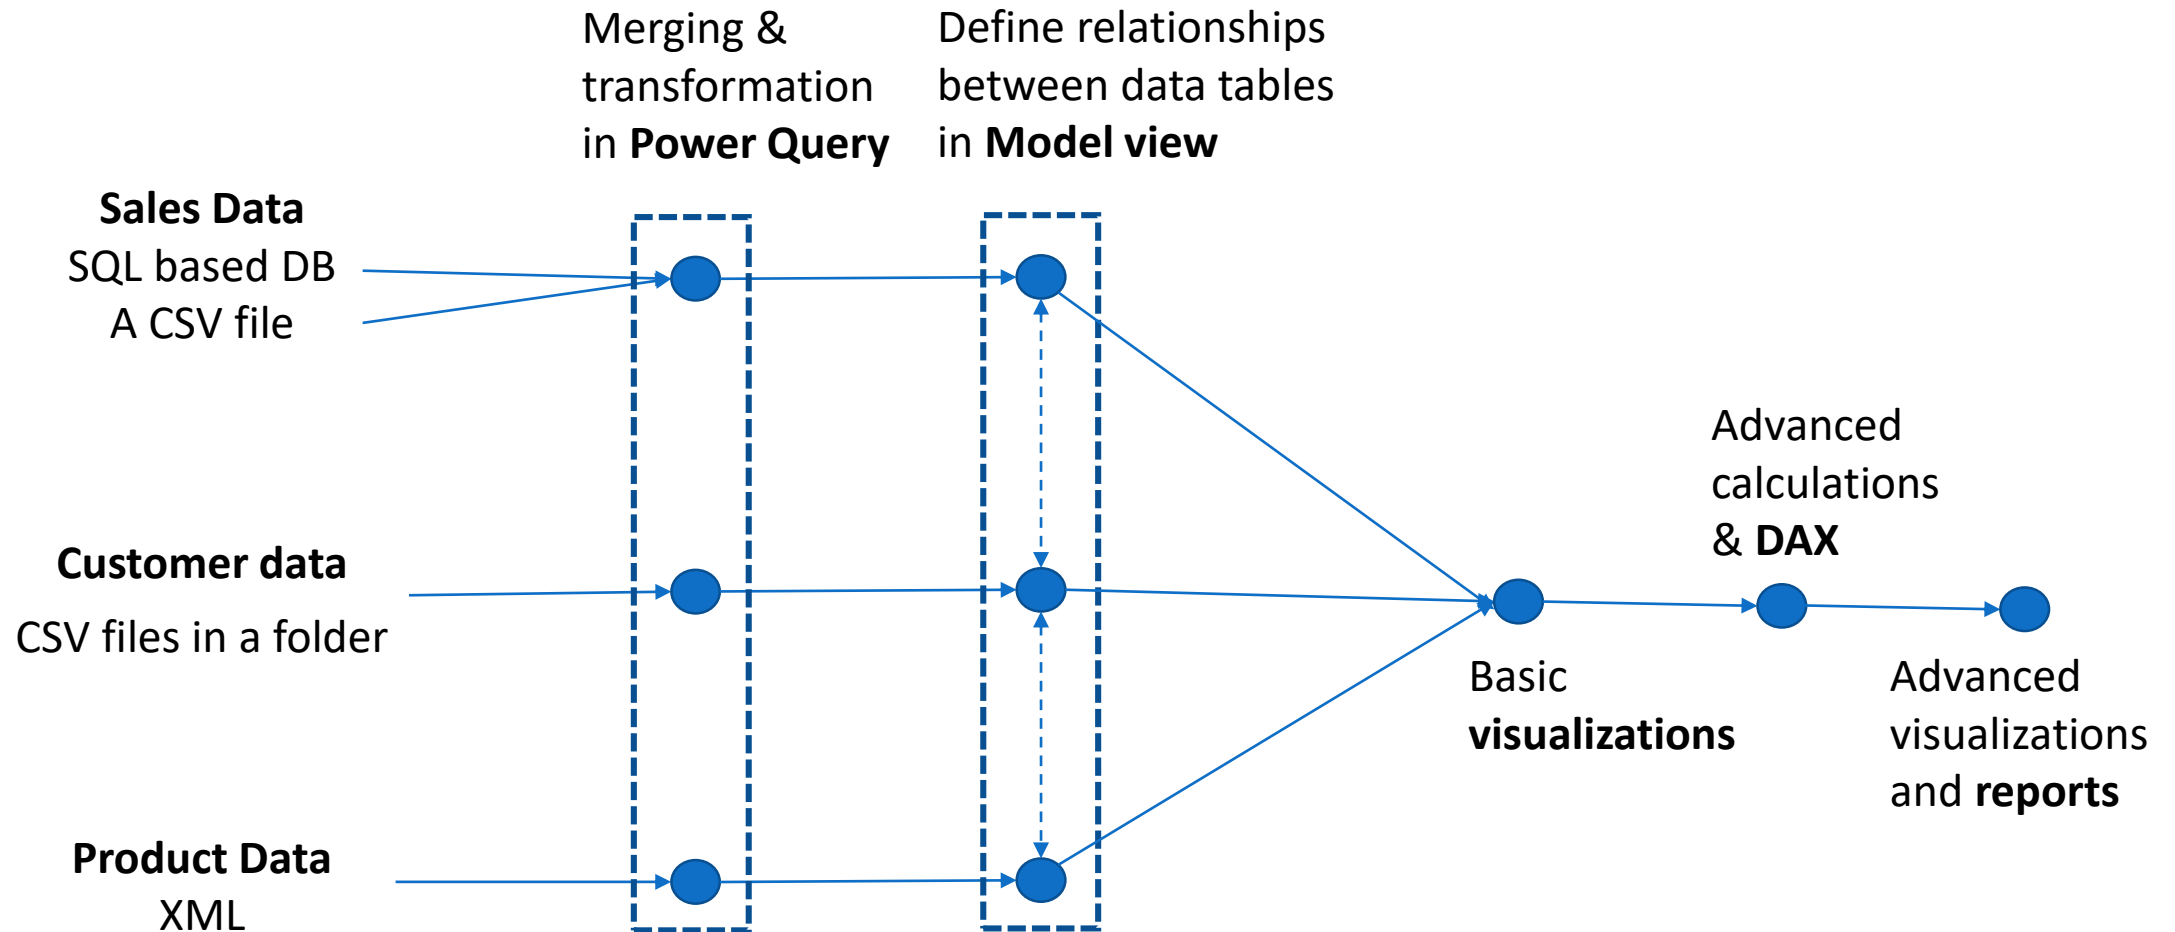 Merging &
transformation
in Power Query
Define relationships
between data tables
in Model view
Sales Data
SQL based DB
A CSV file
Customer data
CSV files in a folder
Product Data
XML
Basic
visualizations
Advanced
calculations
& DAX
Advanced
visualizations
and reports